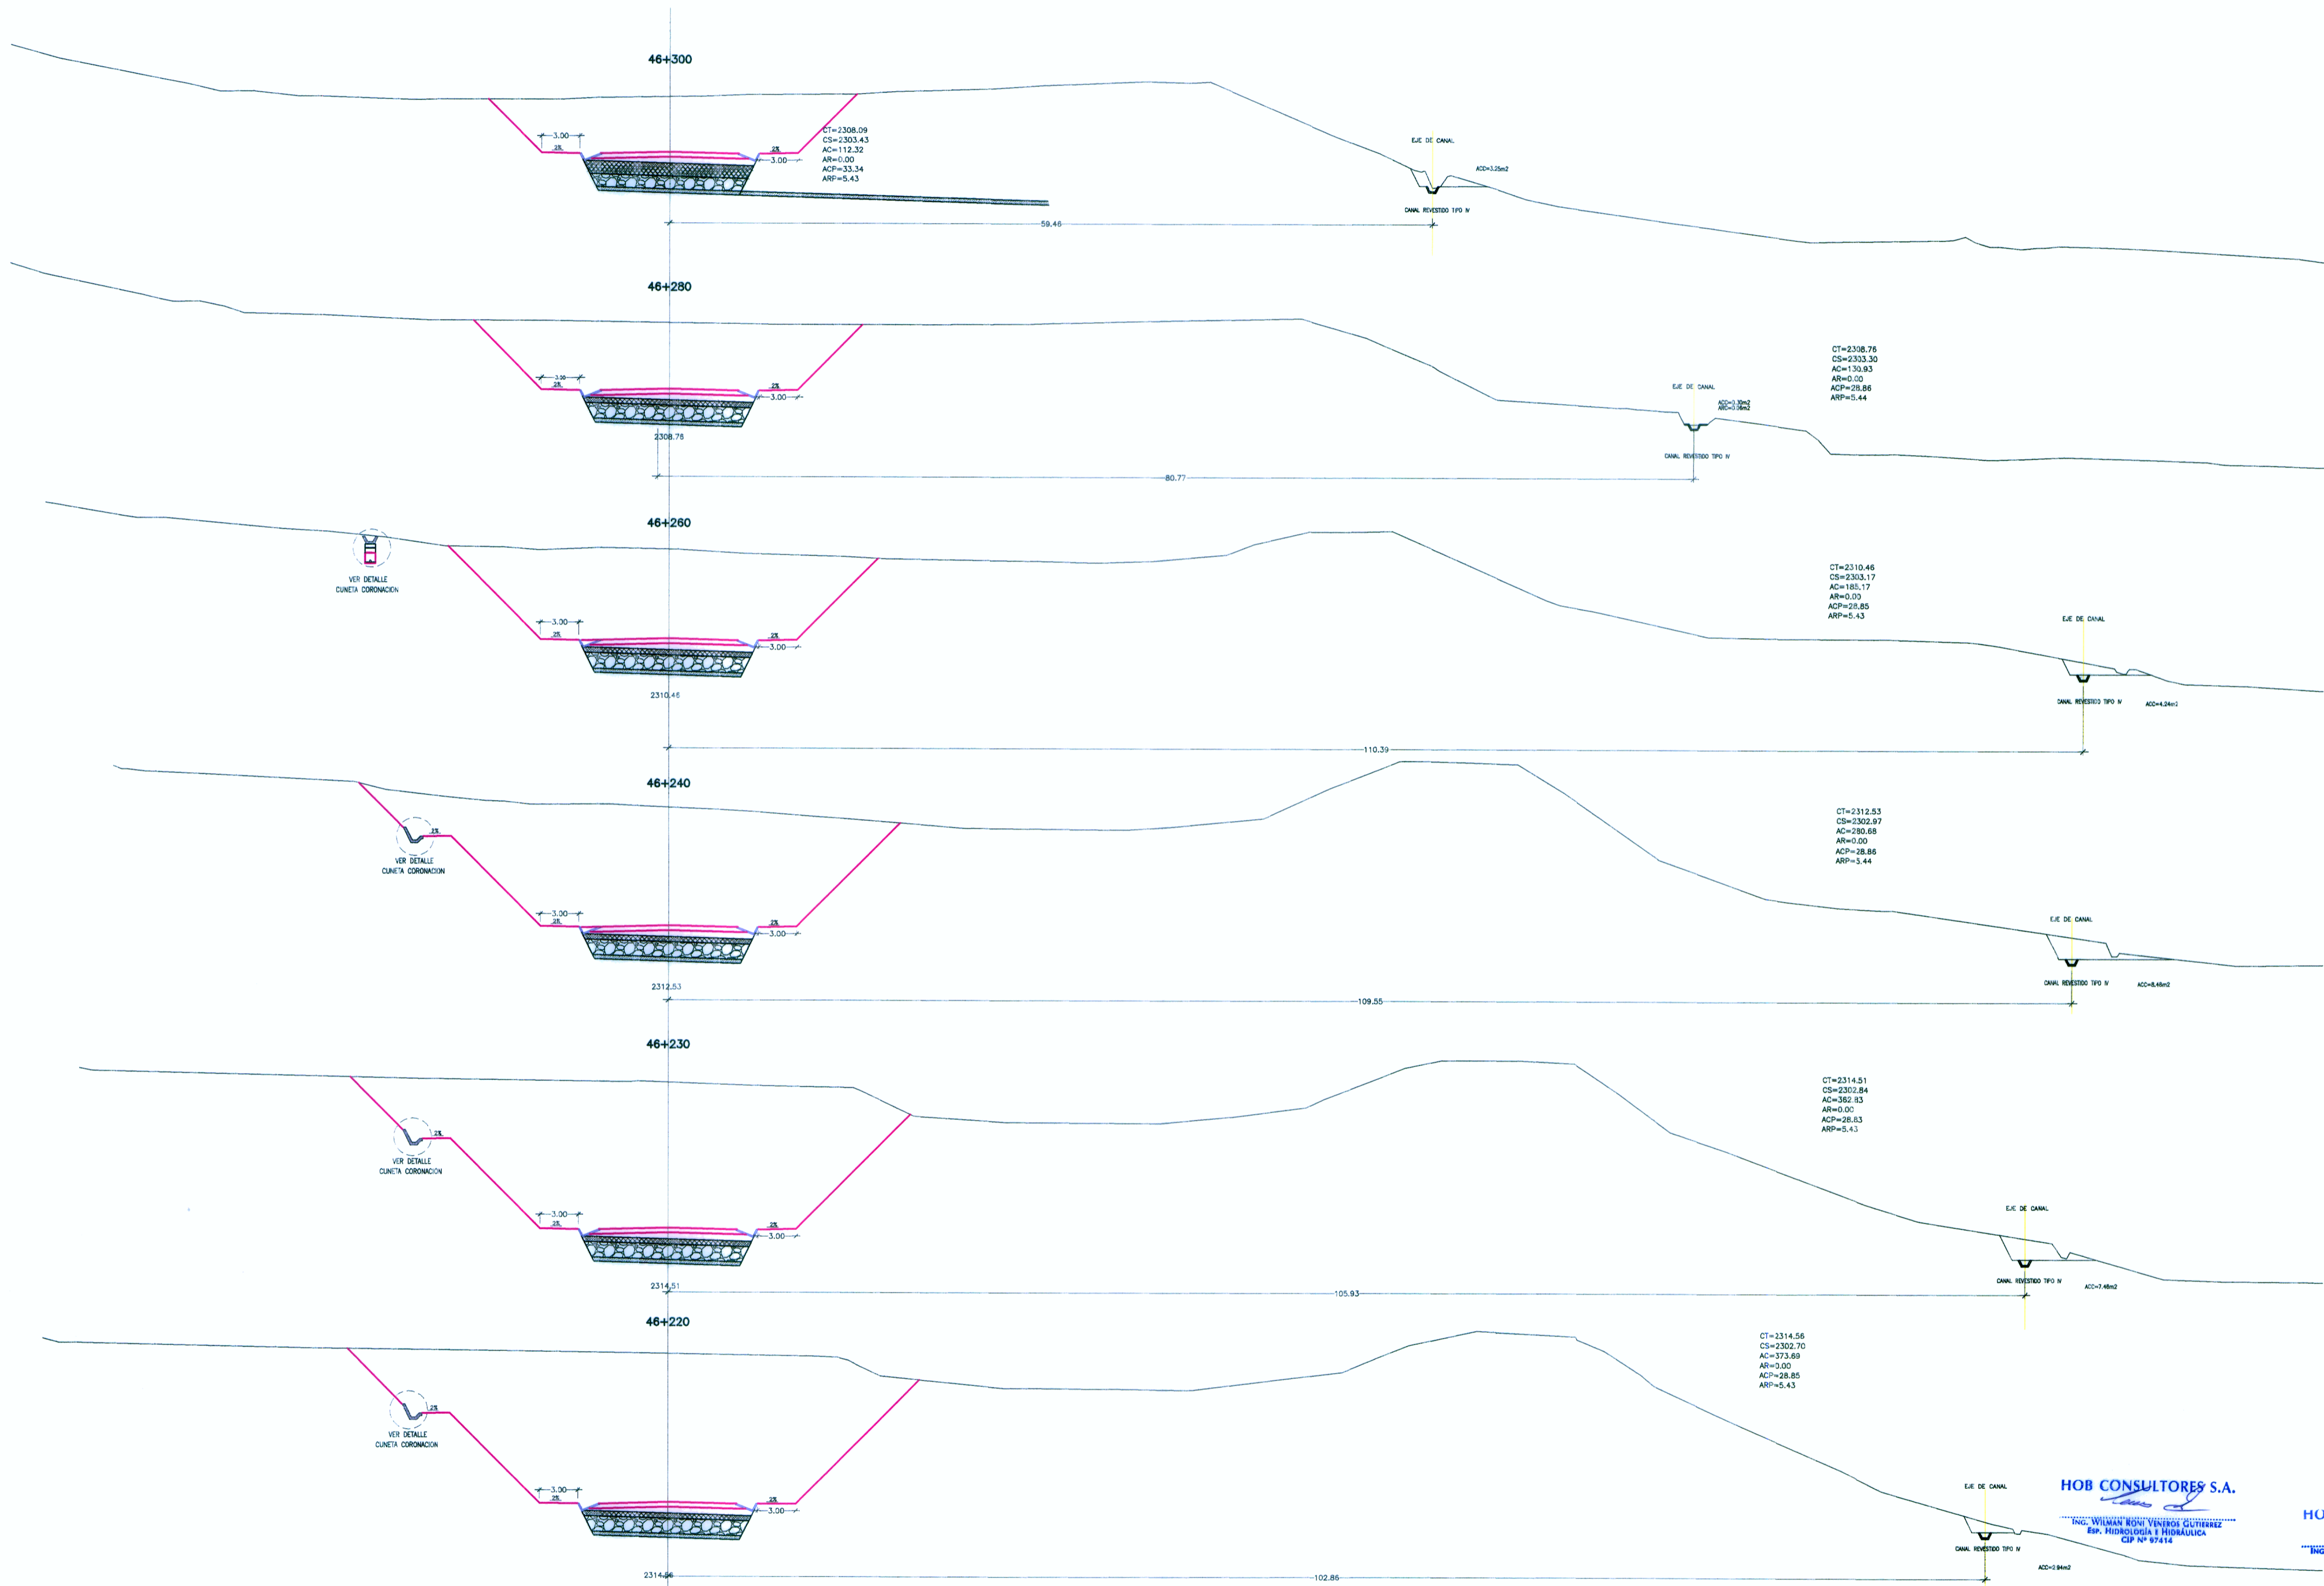 46+300
3.00
2%
2%
3.00
CT=2308.09
CS=2303.43
AC=112.32
AR=0.00
ACP=33.34
ARP=5.43
EJE DE CANAL
ACC=3.25m2
CANAL REVESTIDO TIPO IV
59.46
46+280
3.00
2%
2%
3.00
2308.76
CT=2308.76
CS=2303.30
AC=130.93
AR=0.00
ACP=28.86
ARP=5.44
EJE DE CANAL
CANAL REVESTIDO TIPO IV
80.77
46+260
VER DETALLE
CUNETA CORONACION
3.00
2%
2%
3.00
2310.46
CT=2310.46
CS=2303.17
AC=185.17
AR=0.00
ACP=28.85
ARP=5.43
EJE DE CANAL
CANAL REVESTIDO TIPO IV
ACC=4.24m2
110.39
46+240
2%
VER DETALLE
CUNETA CORONACION
3.00
2%
2%
3.00
2312.53
CT=2312.53
CS=2302.97
AC=280.68
AR=0.00
ACP=28.86
ARP=5.44
EJE DE CANAL
CANAL REVESTIDO TIPO IV
ACC=8.48m2
109.55
46+230
2%
VER DETALLE
CUNETA CORONACION
3.00
2%
2%
3.00
2314.51
CT=2314.51
CS=2302.84
AC=362.83
AR=0.00
ACP=28.83
ARP=5.43
EJE DE CANAL
CANAL REVESTIDO TIPO IV
ACC=7.48m2
105.93
46+220
2%
VER DETALLE
CUNETA CORONACION
3.00
2%
2%
3.00
2314.56
CT=2314.56
CS=2302.70
AC=373.69
AR=0.00
ACP=28.85
ARP=5.43
EJE DE CANAL
CANAL REVESTIDO TIPO IV
ACC=2.94m2
102.86
HOB CONSULTORES S.A.
ING. WILMAN RONI VENEROS GUTIERREZ
ESP. HIDROLOGÍA E HIDRÁULICA
CIP Nº 97414
HO
ING